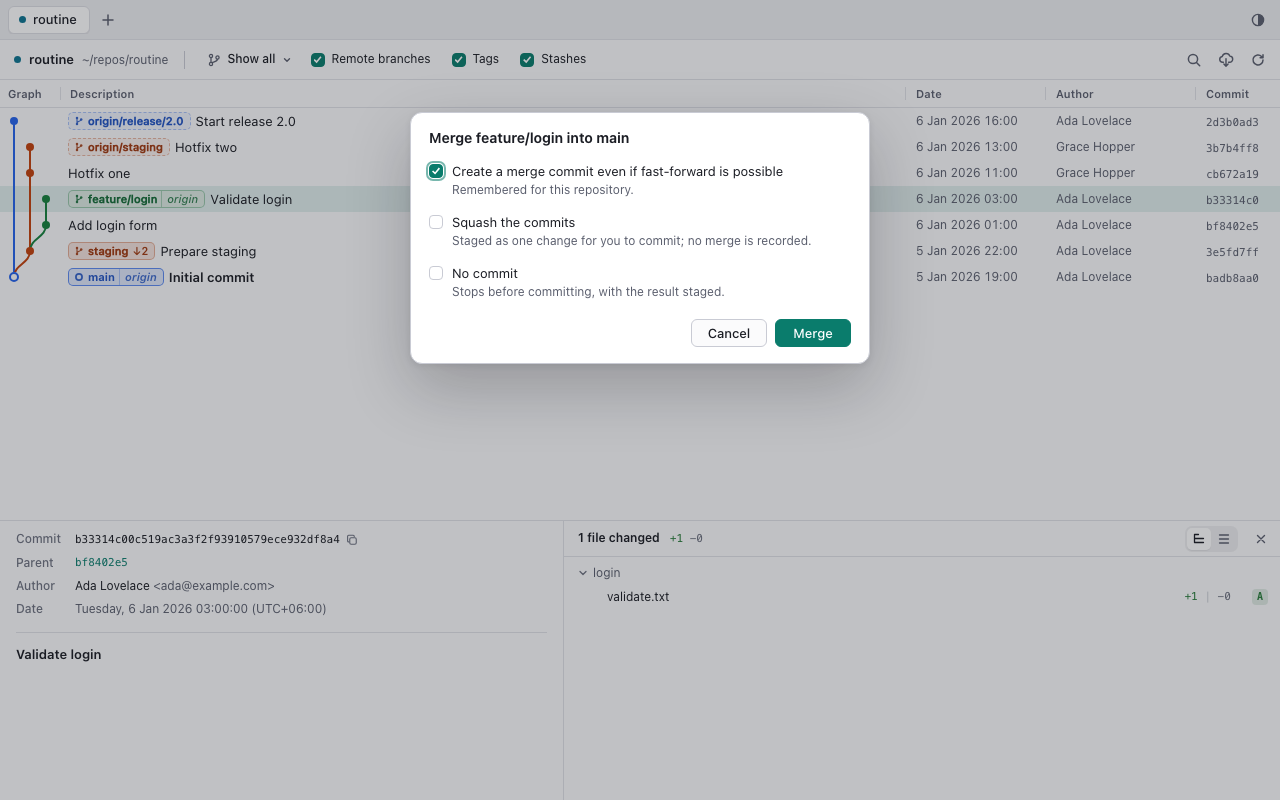 routine
routine ~/repos/routine Show all Remote branches Tags Stashes
Graph Description Date Author Commit
origin/release/2.0 Start release 2.0 6 Jan 2026 16:00 Ada Lovelace 2d3b0ad3
origin/staging Hotfix two 6 Jan 2026 13:00 Grace Hopper 3b7b4ff8
Hotfix one 6 Jan 2026 11:00 Grace Hopper cb672a19
feature/login origin Validate login 6 Jan 2026 03:00 Ada Lovelace b33314c0
Add login form 6 Jan 2026 01:00 Ada Lovelace bf8402e5
staging ↓2 Prepare staging 5 Jan 2026 22:00 Ada Lovelace 3e5fd7ff
main origin Initial commit 5 Jan 2026 19:00 Ada Lovelace badb8aa0
Merge feature/login into main
Create a merge commit even if fast-forward is possible
Remembered for this repository.
Squash the commits
Staged as one change for you to commit; no merge is recorded.
No commit
Stops before committing, with the result staged.
Cancel Merge
Commit b33314c00c519ac3a3f2f93910579ece932df8a4
Parent bf8402e5
Author Ada Lovelace <ada@example.com>
Date Tuesday, 6 Jan 2026 03:00:00 (UTC+06:00)
Validate login
1 file changed +1 −0
login
validate.txt +1 | −0 A